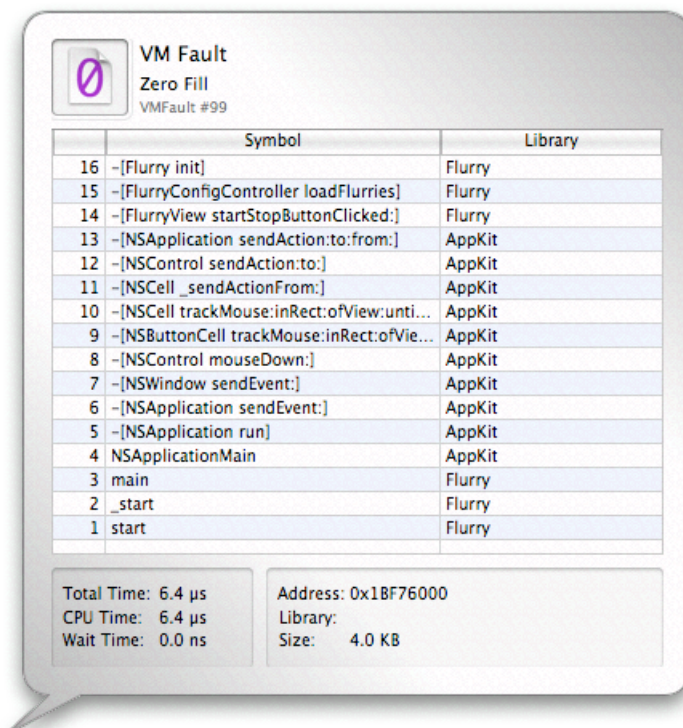 0
VM Fault
Zero Fill
VMFault #99
Symbol Library
16 -[Flurry init] Flurry
15 -[FlurryConfigController loadFlurries] Flurry
14 -[FlurryView startStopButtonClicked:] Flurry
13 -[NSApplication sendAction:to:from:] AppKit
12 -[NSControl sendAction:to:] AppKit
11 -[NSCell _sendActionFrom:] AppKit
10 -[NSCell trackMouse:inRect:ofView:unti... AppKit
9 -[NSButtonCell trackMouse:inRect:ofVie... AppKit
8 -[NSControl mouseDown:] AppKit
7 -[NSWindow sendEvent:] AppKit
6 -[NSApplication sendEvent:] AppKit
5 -[NSApplication run] AppKit
4 NSApplicationMain AppKit
3 main Flurry
2 _start Flurry
1 start Flurry
Total Time: 6.4 µs
CPU Time: 6.4 µs
Wait Time: 0.0 ns
Address: 0x1BF76000
Library:
Size: 4.0 KB